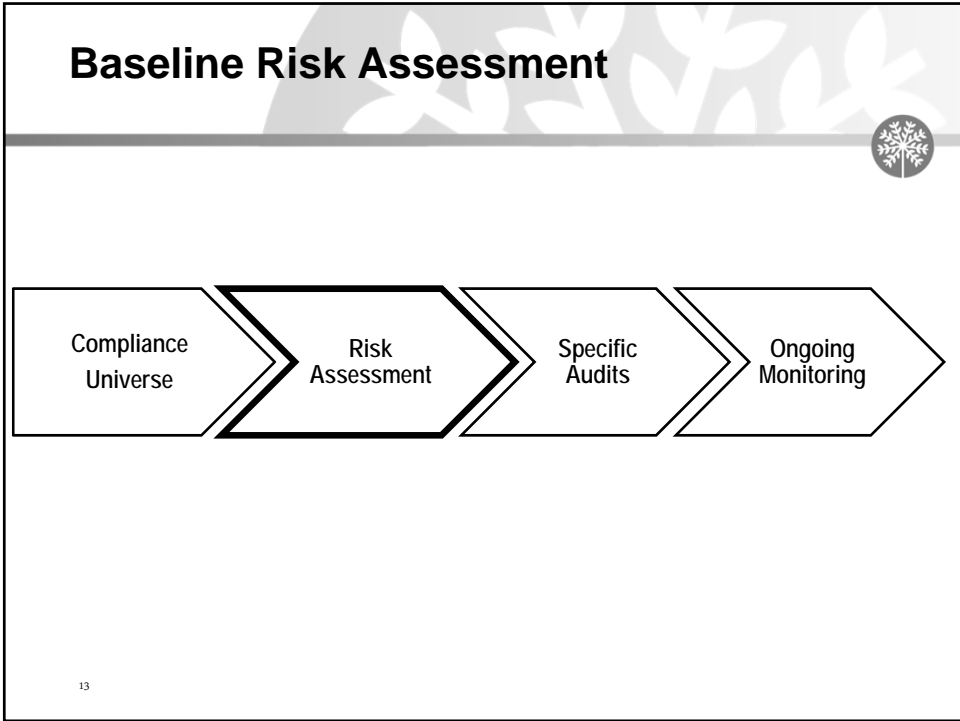 Baseline Risk Assessment
Compliance
Universe
Risk
Assessment
Specific
Audits
Ongoing
Monitoring
13